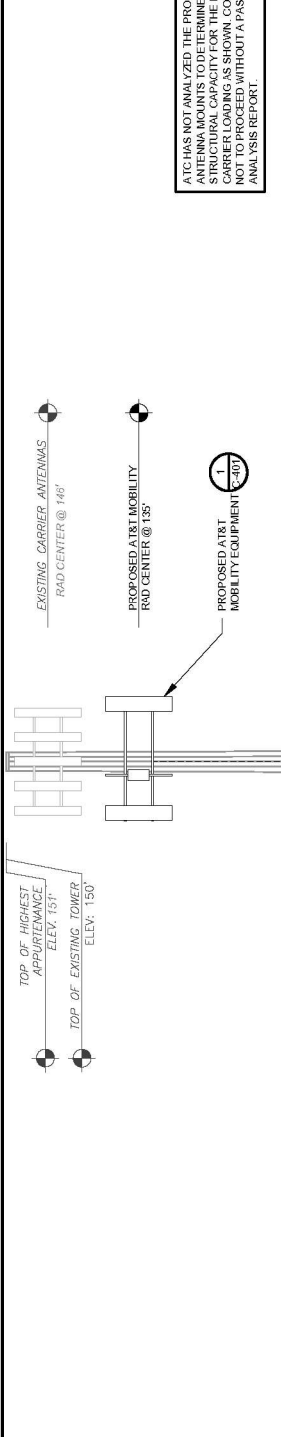 TOP OF HIGHEST
APPURTENANCE
ELEV. 151'
TOP OF EXISTING TOWER
ELEV: 150'
EXISTING CARRIER ANTENNAS
RAD CENTER @ 146'
PROPOSED AT&T MOBILITY
RAD CENTER @ 135'
PROPOSED AT&T
MOBILITY EQUIPMENT
1
C-401
ATC HAS NOT ANALYZED THE PRO
ANTENNA MOUNTS TO DETERMINE
STRUCTURAL CAPACITY FOR THE
CARRIER LOADING AS SHOWN. CO
NOT TO PROCEED WITHOUT A PAS
ANALYSIS REPORT.